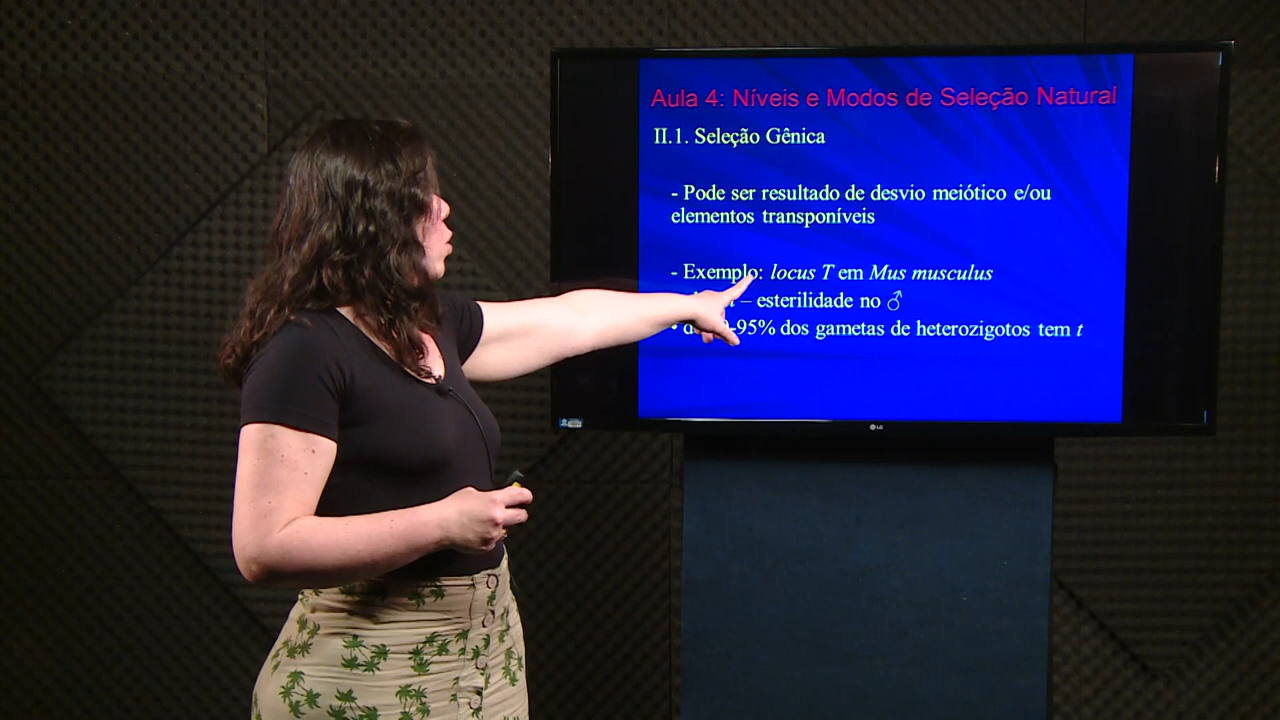 Aula 4: Níveis e Modos de Seleção Natural
II.1. Seleção Gênica
- Pode ser resultado de desvio meiótico e/ou
elementos transponíveis
- Exemplo: locus T em Mus musculus
– esterilidade no ♂
-95% dos gametas de heterozigotos tem t
LG